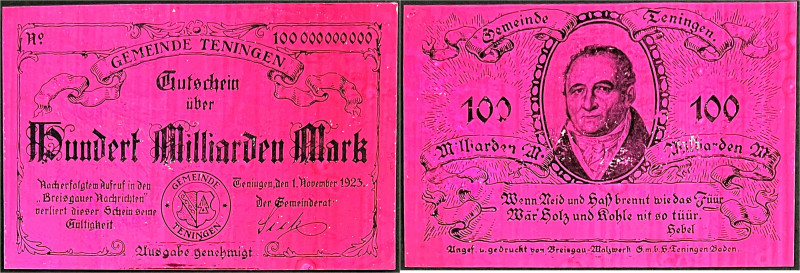 No 100 000 000 000
GEMEINDE TENINGEN
Gutschein
über
Hundert Milliarden Mark
Nacherfolgtem Aufruf in den
„Breisgauer Nachrichten"
verliert dieser Schein seine
Gültigkeit
GEMEINDE
TENINGEN
Teningen, den 1. November 1923.
Der Gemeinderat:
Ausgabe genehmigt
Gemeinde Teningen.
100 100
Milliarden M. Milliarden M.
Wenn Neid und Haß brennt wie das Füür
Wär Holz und Kohle nit so tüür.
Hebel
Angef. u. gedruckt von Breisgau-Walzwerk G.m.b.H. Teningen-Baden.